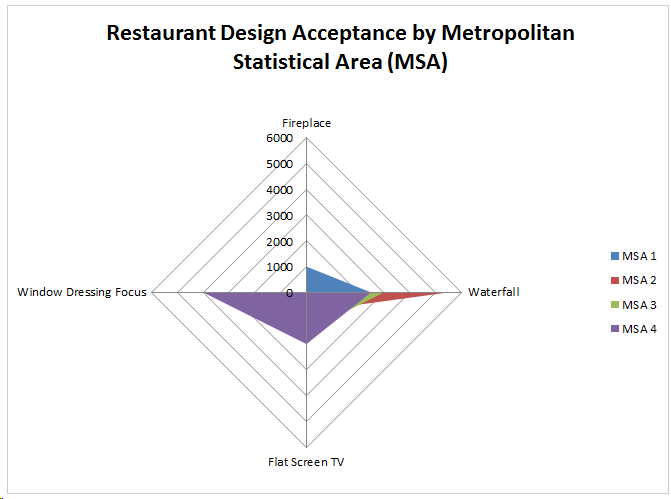 Restaurant Design Acceptance by Metropolitan
Statistical Area (MSA)
Fireplace
6000
5000
4000
3000
2000
1000
0
Window Dressing Focus
Waterfall
Flat Screen TV
MSA 1
MSA 2
MSA 3
MSA 4